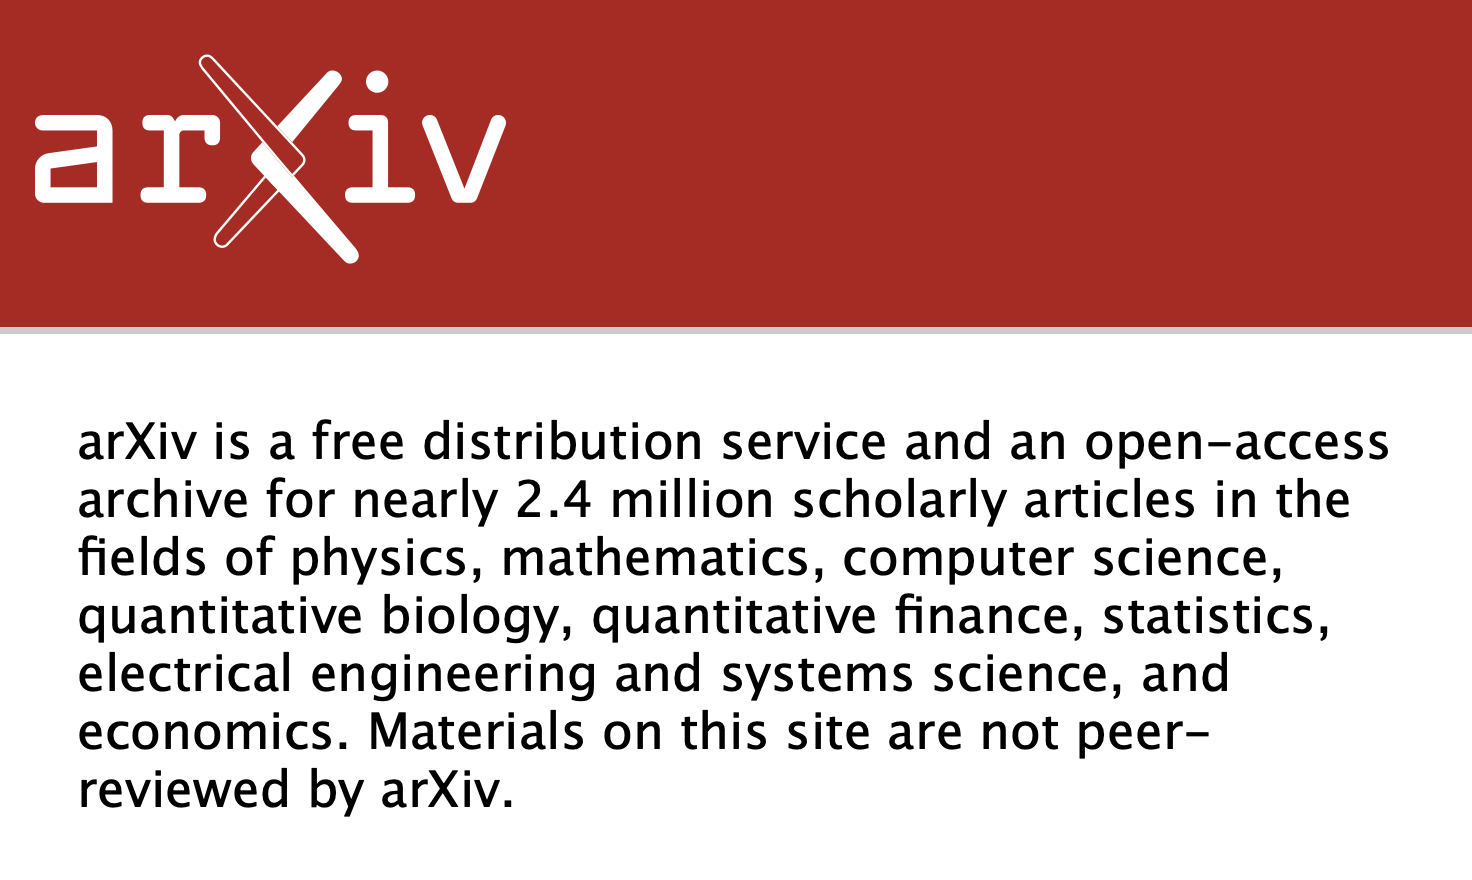 arXiv
arXiv is a free distribution service and an open-access
archive for nearly 2.4 million scholarly articles in the
fields of physics, mathematics, computer science,
quantitative biology, quantitative finance, statistics,
electrical engineering and systems science, and
economics. Materials on this site are not peer-
reviewed by arXiv.